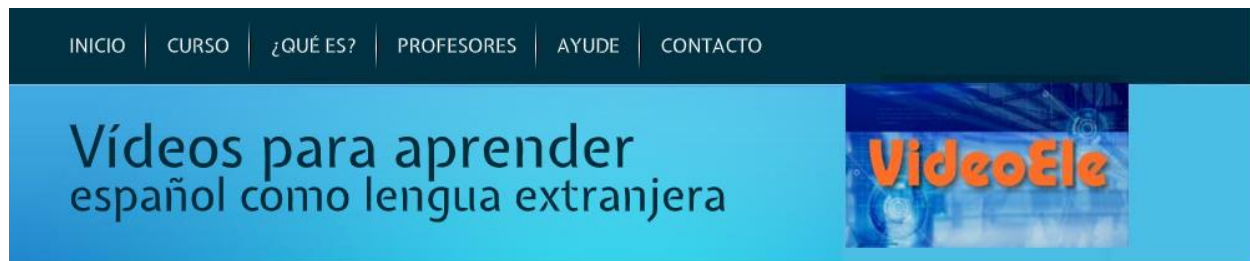 INICIO CURSO ¿QUÉ ES? PROFESORES AYUDE CONTACTO
Vídeos para aprender
español como lengua extranjera
VideoEle